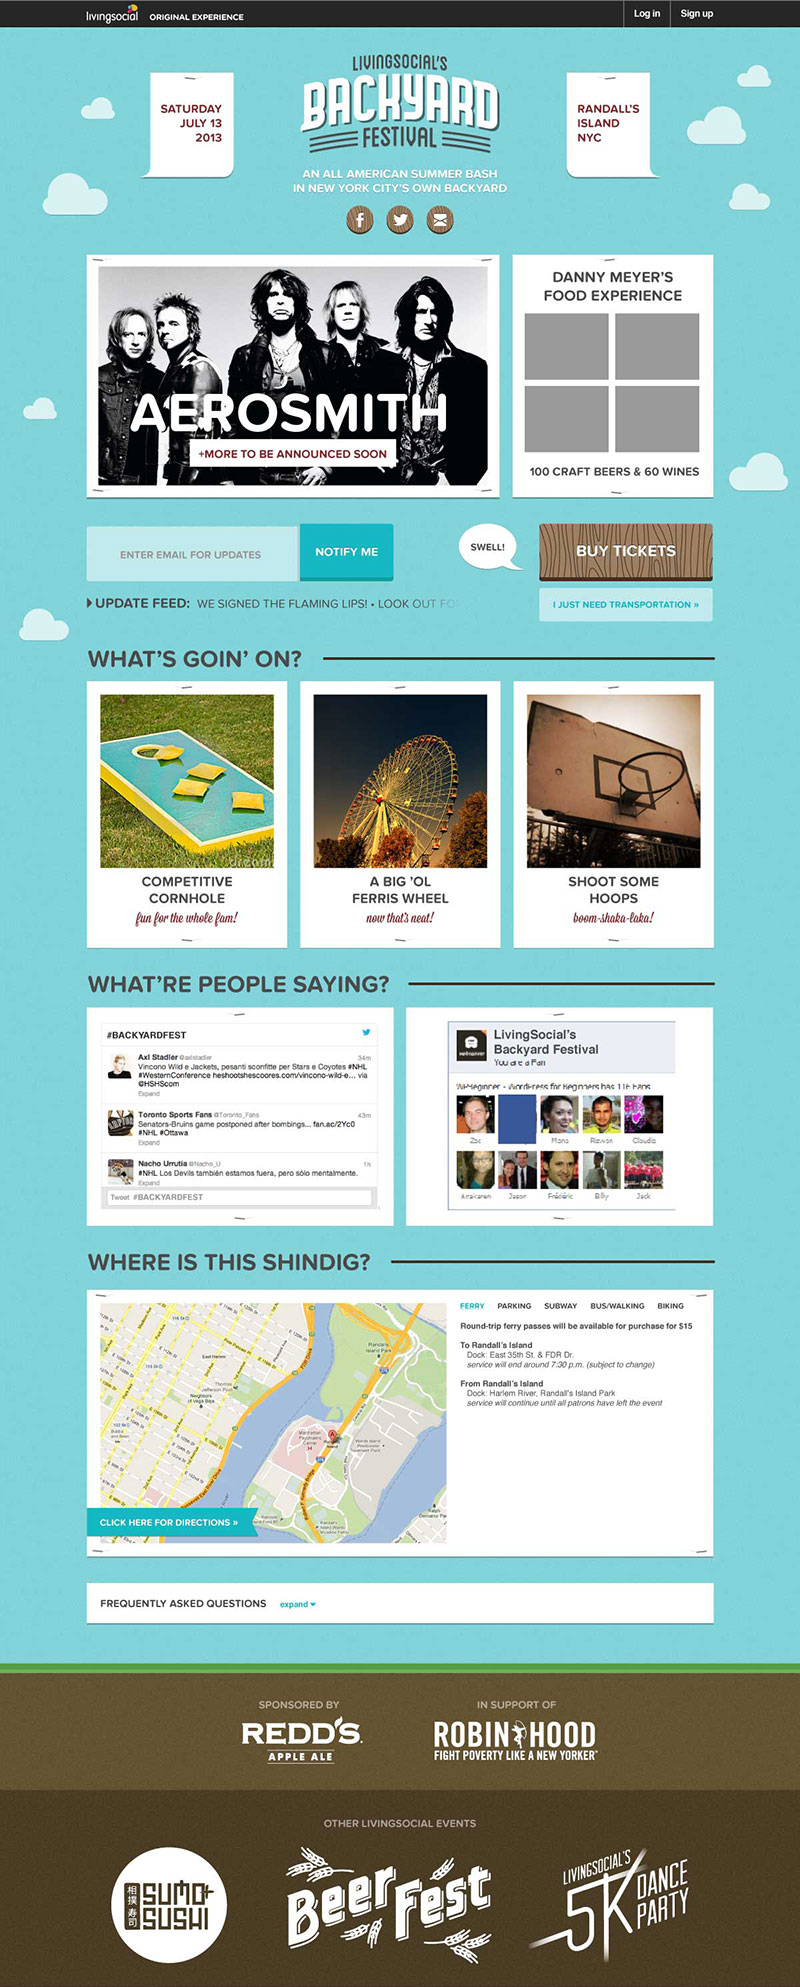 livingsocial ORIGINAL EXPERIENCE
Log in Sign up
SATURDAY
JULY 13
2013
LIVINGSOCIAL'S
BACKYARD
FESTIVAL
RANDALL'S
ISLAND
NYC
AN ALL AMERICAN SUMMER BASH
IN NEW YORK CITY'S OWN BACKYARD
AEROSMITH
+MORE TO BE ANNOUNCED SOON
DANNY MEYER'S
FOOD EXPERIENCE
100 CRAFT BEERS & 60 WINES
ENTER EMAIL FOR UPDATES
NOTIFY ME
SWELL!
BUY TICKETS
UPDATE FEED: WE SIGNED THE FLAMING LIPS! • LOOK OUT FO
I JUST NEED TRANSPORTATION »
WHAT'S GOIN' ON?
COMPETITIVE
CORNHOLE
fun for the whole fam!
A BIG 'OL
FERRIS WHEEL
now that's neat!
SHOOT SOME
HOOPS
boom-shaka-laka!
WHAT'RE PEOPLE SAYING?
#BACKYARDFEST
Axl Stadler @axlstadler 34m
Vincono Wild e Jackets, pesanti sconfitte per Stars e Coyotes #NHL
#WesternConference heshootshescoores.com/vincono-wild-e... via
@HSHScom
Expand
Toronto Sports Fans @Toronto_Fans 43m
Senators-Bruins game postponed after bombings... fan.ac/2Yc0
#NHL #Ottawa
Expand
Nacho Urrutia @Nacho_U 1h
#NHL Los Devils también estamos fuera, pero sólo mentalmente.
Expand
Tweet #BACKYARDFEST
LivingSocial's
Backyard Festival
You are a Fan
WPBeginner - WordPress for Beginners has 116 Fans
Zac Mona Rizwan Claudia
Anakaren Jason Frédéric Billy Jack
WHERE IS THIS SHINDIG?
FERRY PARKING SUBWAY BUS/WALKING BIKING
Round-trip ferry passes will be available for purchase for $15
To Randall's Island
Dock: East 35th St. & FDR Dr.
service will end around 7:30 p.m. (subject to change)
From Randall's Island
Dock: Harlem River, Randall's Island Park
service will continue until all patrons have left the event
East Harlem
Thomas
Jefferson Pool
Randall's
Island Park
Manhattan
Psychiatric
Center
CLICK HERE FOR DIRECTIONS »
FREQUENTLY ASKED QUESTIONS expand
SPONSORED BY
REDD'S
APPLE ALE
IN SUPPORT OF
ROBIN HOOD
FIGHT POVERTY LIKE A NEW YORKER
OTHER LIVINGSOCIAL EVENTS
相撲寿司
SUMO
SUSHI
Beer Fest
LIVINGSOCIAL'S
5K DANCE
PARTY